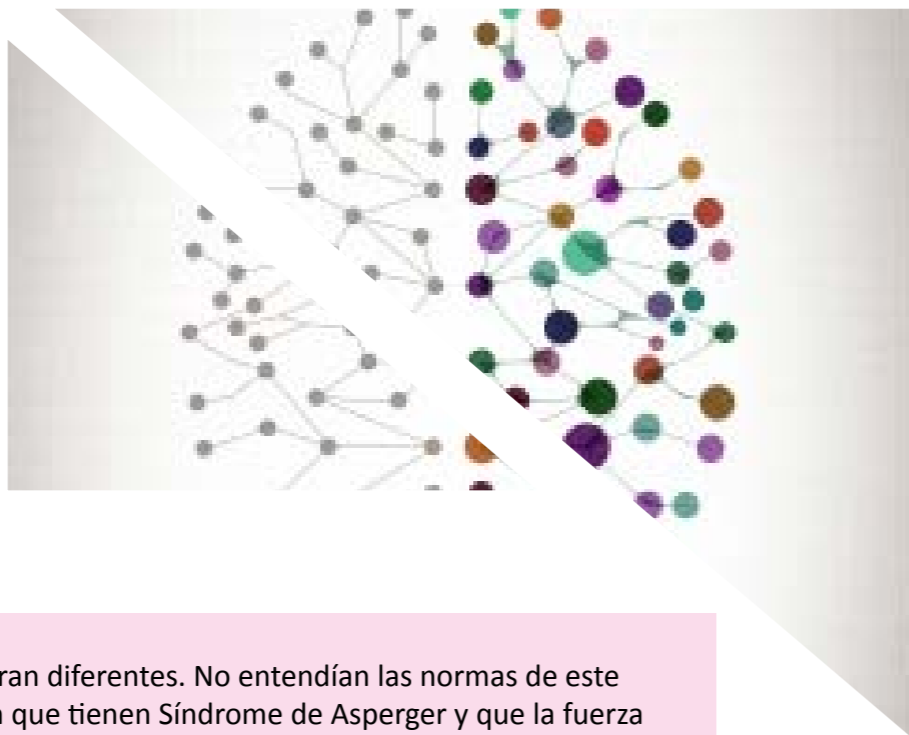 ran diferentes. No entendían las normas de este
que tienen Síndrome de Asperger y que la fuerza